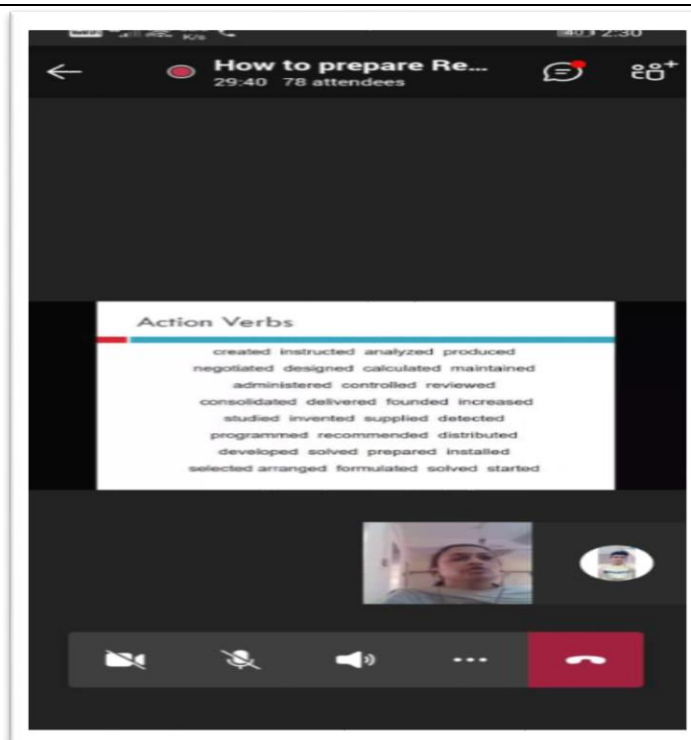 K/s 2:30
How to prepare Re...
29:40 78 attendees
Action Verbs
created instructed analyzed produced
negotiated designed calculated maintained
administered controlled reviewed
consolidated delivered founded increased
studied invented supplied detected
programmed recommended distributed
developed solved prepared installed
selected arranged formulated solved started